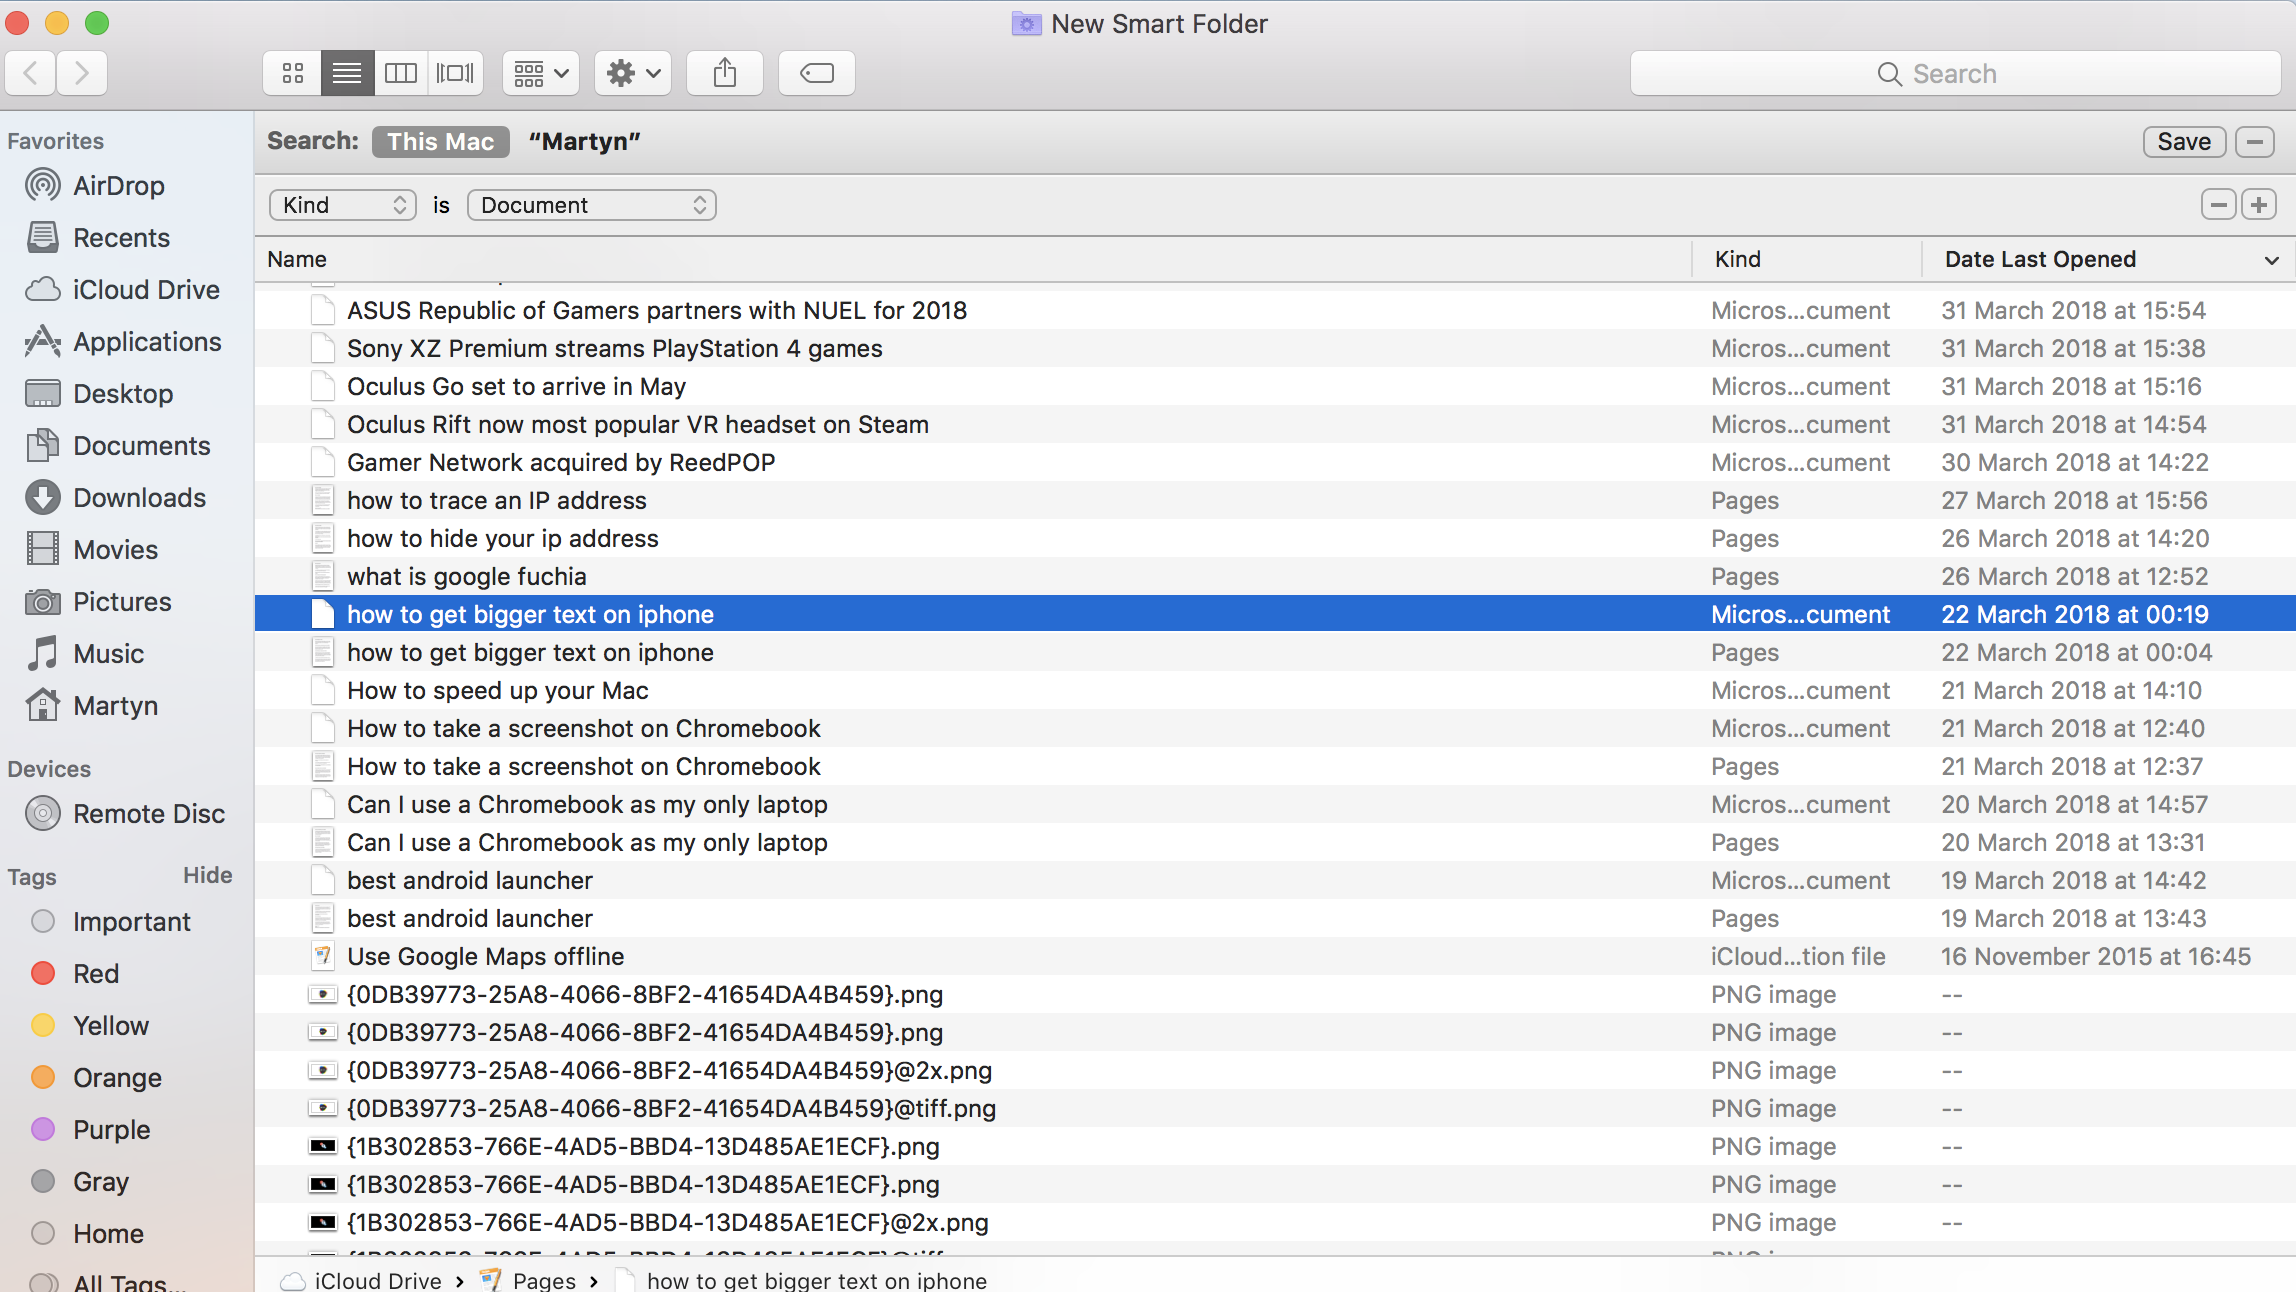 New Smart Folder
Search
Favorites
AirDrop
Recents
iCloud Drive
Applications
Desktop
Documents
Downloads
Movies
Pictures
Music
Martyn
Devices
Remote Disc
Tags Hide
Important
Red
Yellow
Orange
Purple
Gray
Home
All Tags...
Search: This Mac “Martyn” Save
Kind is Document
Name Kind Date Last Opened
ASUS Republic of Gamers partners with NUEL for 2018 Micros...cument 31 March 2018 at 15:54
Sony XZ Premium streams PlayStation 4 games Micros...cument 31 March 2018 at 15:38
Oculus Go set to arrive in May Micros...cument 31 March 2018 at 15:16
Oculus Rift now most popular VR headset on Steam Micros...cument 31 March 2018 at 14:54
Gamer Network acquired by ReedPOP Micros...cument 30 March 2018 at 14:22
how to trace an IP address Pages 27 March 2018 at 15:56
how to hide your ip address Pages 26 March 2018 at 14:20
what is google fuchia Pages 26 March 2018 at 12:52
how to get bigger text on iphone Micros...cument 22 March 2018 at 00:19
how to get bigger text on iphone Pages 22 March 2018 at 00:04
How to speed up your Mac Micros...cument 21 March 2018 at 14:10
How to take a screenshot on Chromebook Micros...cument 21 March 2018 at 12:40
How to take a screenshot on Chromebook Pages 21 March 2018 at 12:37
Can I use a Chromebook as my only laptop Micros...cument 20 March 2018 at 14:57
Can I use a Chromebook as my only laptop Pages 20 March 2018 at 13:31
best android launcher Micros...cument 19 March 2018 at 14:42
best android launcher Pages 19 March 2018 at 13:43
Use Google Maps offline iCloud...tion file 16 November 2015 at 16:45
{0DB39773-25A8-4066-8BF2-41654DA4B459}.png PNG image --
{0DB39773-25A8-4066-8BF2-41654DA4B459}.png PNG image --
{0DB39773-25A8-4066-8BF2-41654DA4B459}@2x.png PNG image --
{0DB39773-25A8-4066-8BF2-41654DA4B459}@tiff.png PNG image --
{1B302853-766E-4AD5-BBD4-13D485AE1ECF}.png PNG image --
{1B302853-766E-4AD5-BBD4-13D485AE1ECF}.png PNG image --
{1B302853-766E-4AD5-BBD4-13D485AE1ECF}@2x.png PNG image --
iCloud Drive › Pages › how to get bigger text on iphone